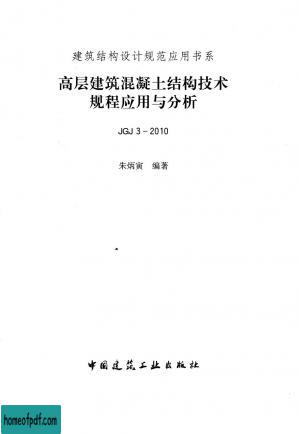 建筑结构设计规范应用书系
高层建筑混凝土结构技术
规程应用与分析
JGJ 3-2010
朱炳寅 编著
中国建筑工业出版社
homeofpdf.com
homeofpdf.com